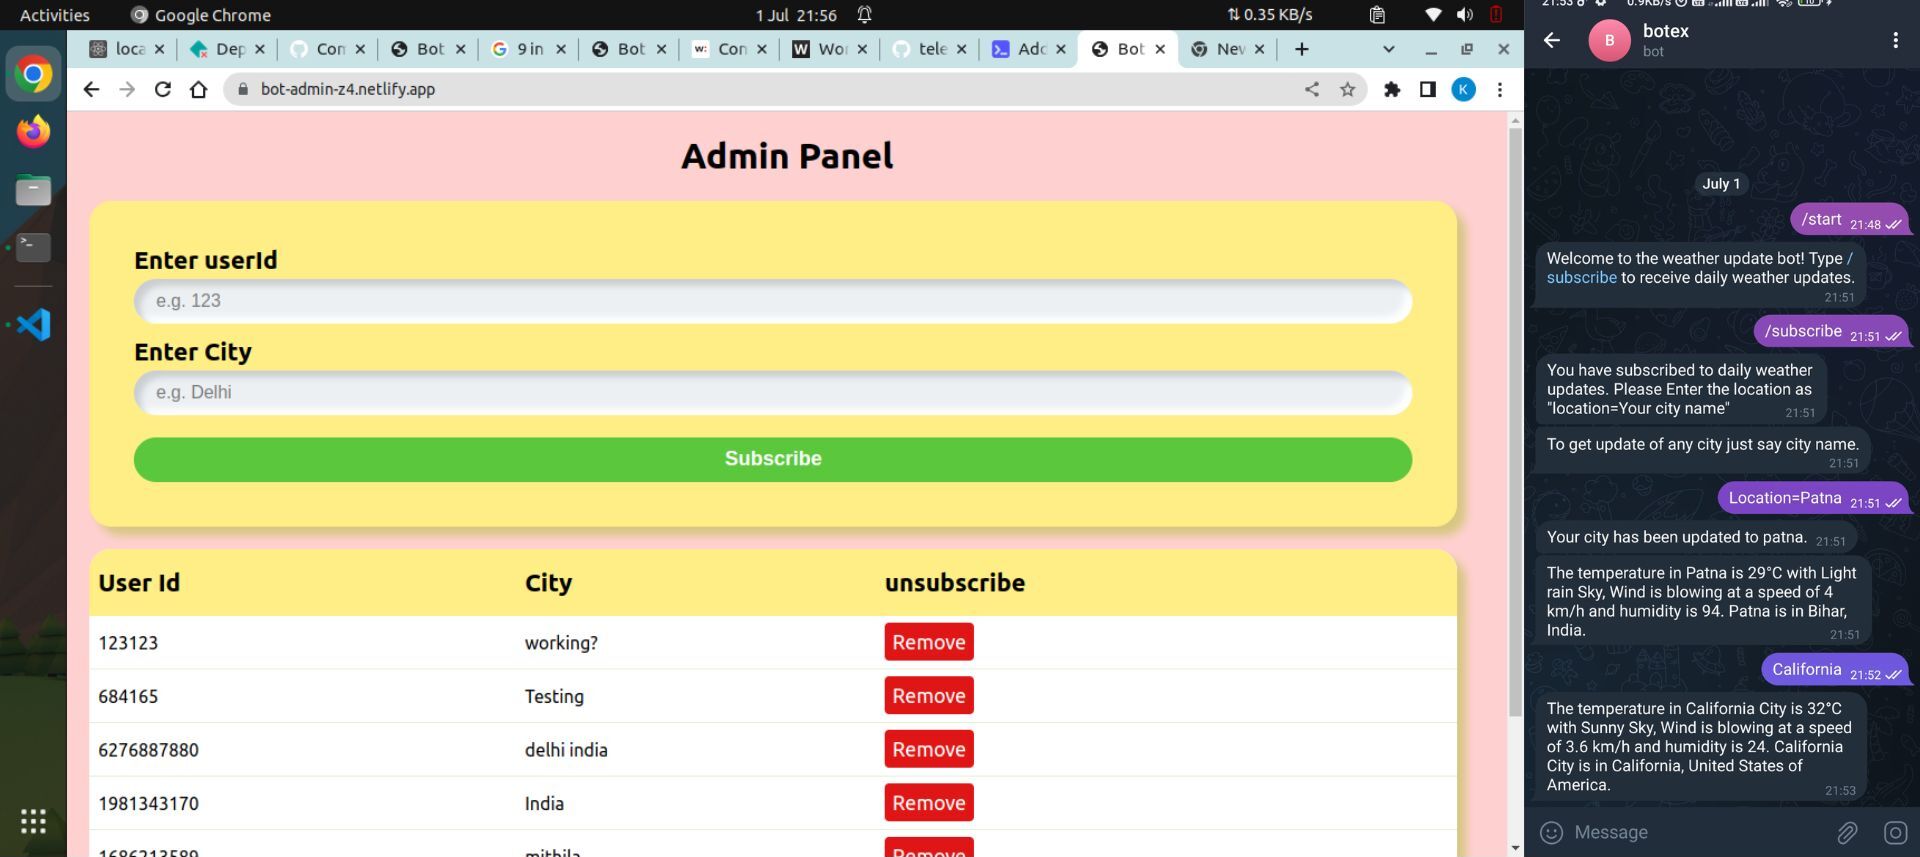 Activities
Google Chrome
1 Jul 21:56
0.35 KB/s
loca
Dep
Con
Bot
9 in
Bot
Con
Wor
tele
Add
Bot
New
bot-admin-z4.netlify.app
K
Admin Panel
Enter userId
e.g. 123
Enter City
e.g. Delhi
Subscribe
User Id City unsubscribe
123123 working? Remove
684165 Testing Remove
6276887880 delhi india Remove
1981343170 India Remove
1686213589 mithila Remove
21:53 0.9KB/s
B
botex
bot
July 1
/start 21:48
Welcome to the weather update bot! Type /
subscribe to receive daily weather updates.
21:51
/subscribe 21:51
You have subscribed to daily weather
updates. Please Enter the location as
"location=Your city name" 21:51
To get update of any city just say city name.
21:51
Location=Patna 21:51
Your city has been updated to patna. 21:51
The temperature in Patna is 29°C with Light
rain Sky, Wind is blowing at a speed of 4
km/h and humidity is 94. Patna is in Bihar,
India. 21:51
California 21:52
The temperature in California City is 32°C
with Sunny Sky, Wind is blowing at a speed
of 3.6 km/h and humidity is 24. California
City is in California, United States of
America. 21:53
Message